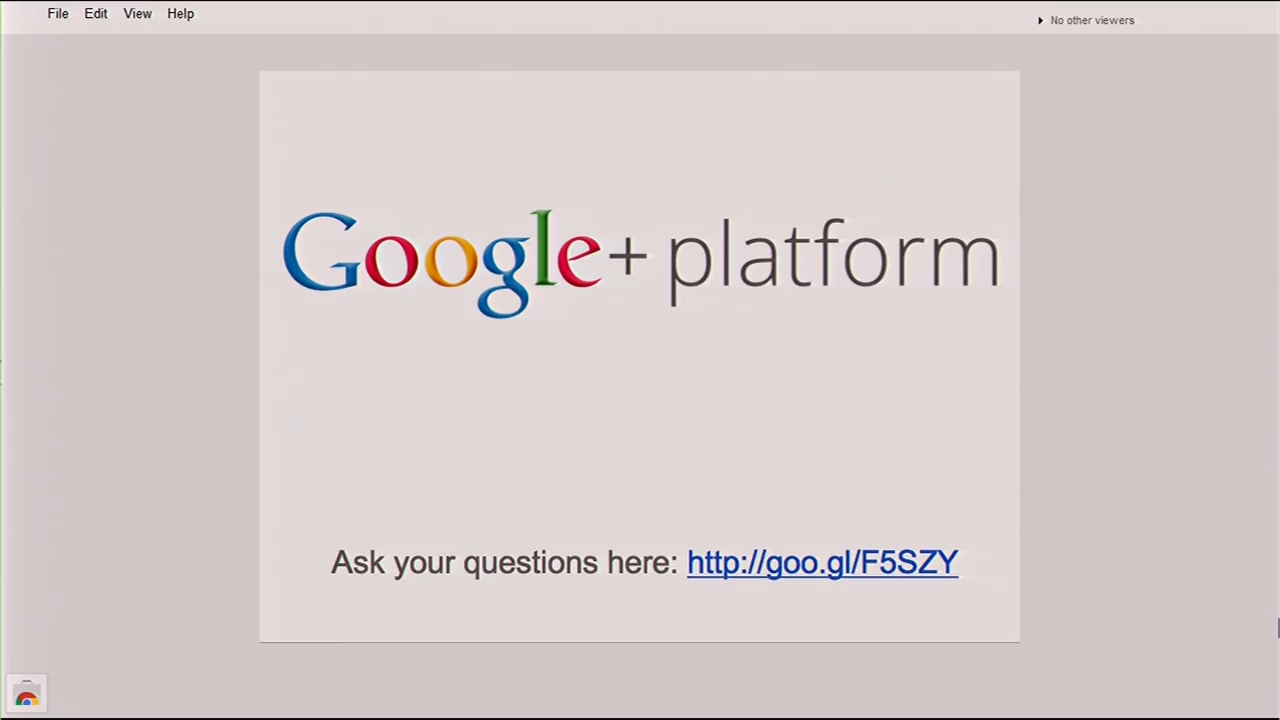 File Edit View Help
No other viewers
Google+ platform
Ask your questions here: http://goo.gl/F5SZY